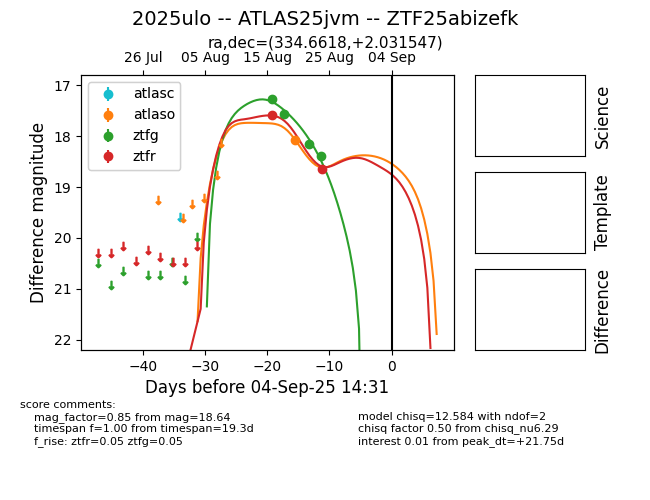 2025ulo -- ATLAS25jvm -- ZTF25abizefk
ra,dec=(334.6618,+2.031547)
26 Jul 05 Aug 15 Aug 25 Aug 04 Sep
atlasc
atlaso
ztfg
ztfr
17
18
19
20
21
22
Difference magnitude
−40 −30 −20 −10 0
Days before 04-Sep-25 14:31
Science
Template
Difference
score comments:
mag_factor=0.85 from mag=18.64
timespan f=1.00 from timespan=19.3d
f_rise: ztfr=0.05 ztfg=0.05
model chisq=12.584 with ndof=2
chisq factor 0.50 from chisq_nu6.29
interest 0.01 from peak_dt=+21.75d